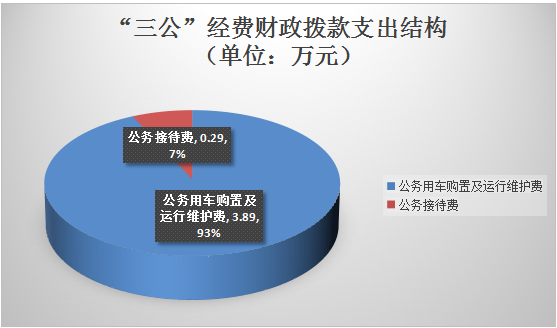 “三公”经费财政拨款支出结构
（单位：万元）
公务接待费, 0.29,
7%
公务用车购置及
运行维护费, 3.89,
93%
公务用车购置及运行维护费
公务接待费